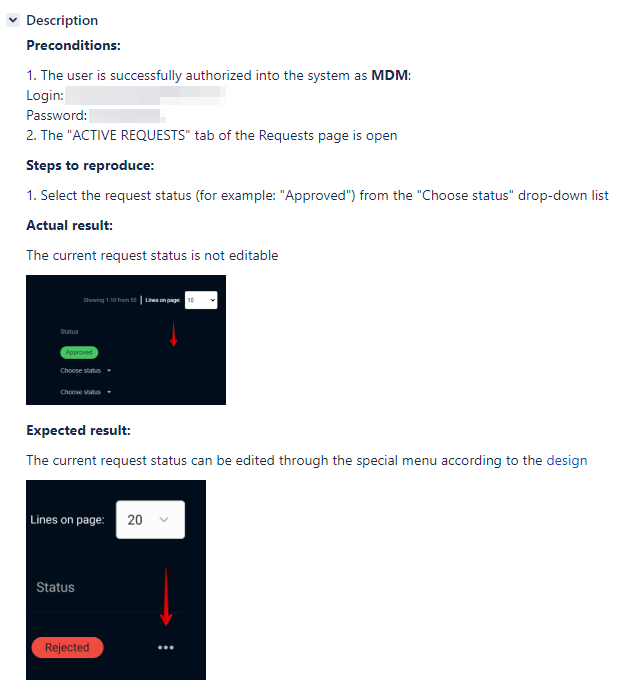 Description
Preconditions:
1. The user is successfully authorized into the system as MDM:
Login:
Password:
2. The "ACTIVE REQUESTS" tab of the Requests page is open
Steps to reproduce:
1. Select the request status (for example: "Approved") from the "Choose status" drop-down list
Actual result:
The current request status is not editable
Showing 1-10 from 55 | Lines on page: 10
Status
Approved
Choose status
Choose status
Expected result:
The current request status can be edited through the special menu according to the design
Lines on page: 20
Status
Rejected •••